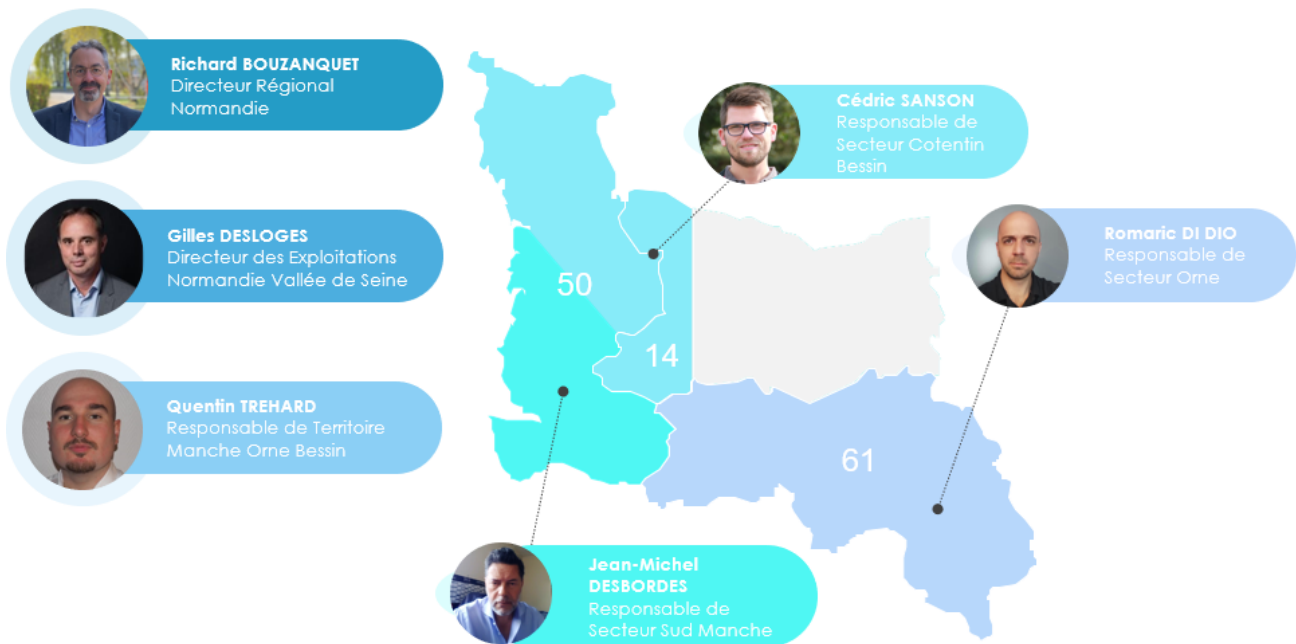 Richard BOUZANQUET
Directeur Régional
Normandie
Gilles DESLOGES
Directeur des Exploitations
Normandie Vallée de Seine
Quentin TREHARD
Responsable de Territoire
Manche Orne Bessin
Cédric SANSON
Responsable de
Secteur Cotentin
Bessin
Romaric DI DIO
Responsable de
Secteur Orne
50
14
61
Jean-Michel
DESBORDES
Responsable de
Secteur Sud Manche